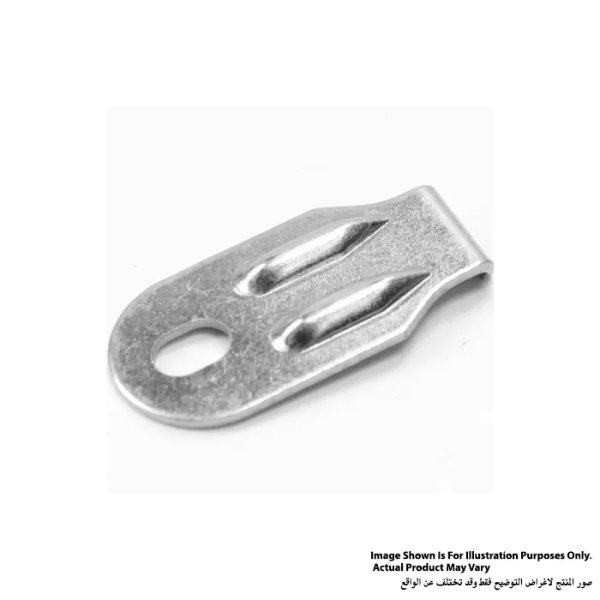 Image Shown Is For Illustration Purposes Only.
Actual Product May Vary
صور المنتج لاغراض التوضيح فقط وقد تختلف عن الواقع